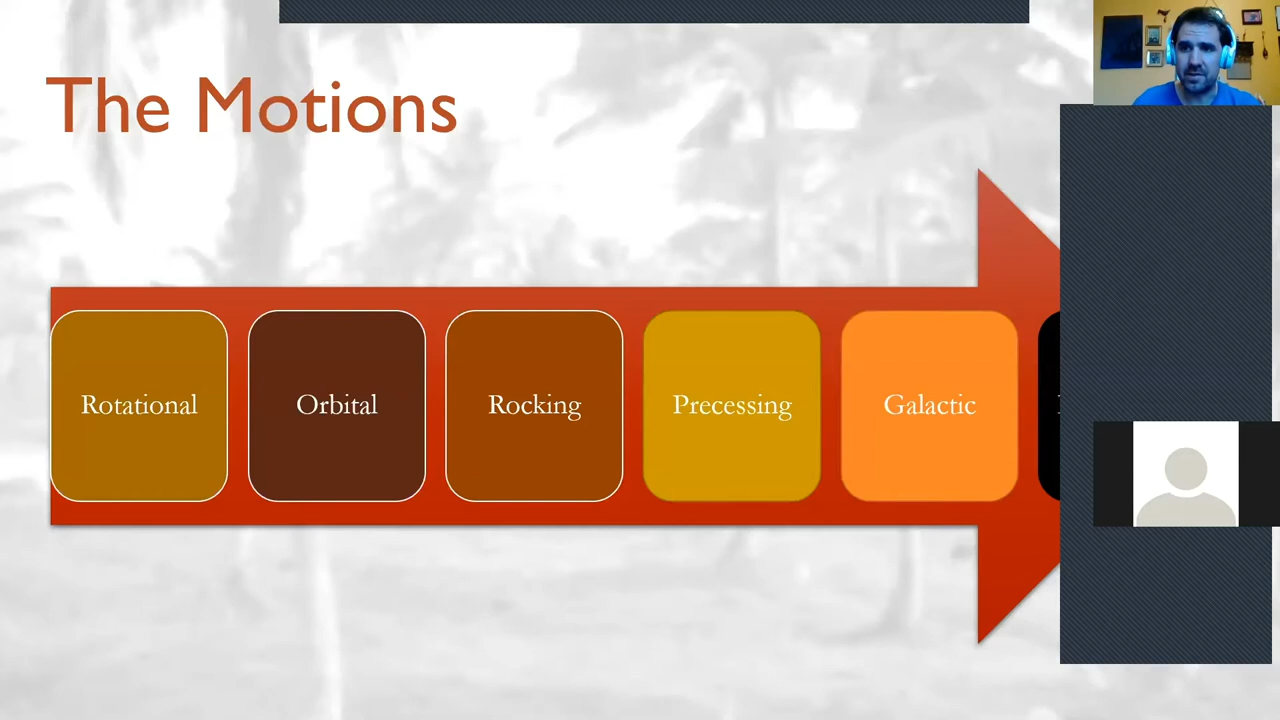 The Motions
Rotational
Orbital
Rocking
Precessing
Galactic